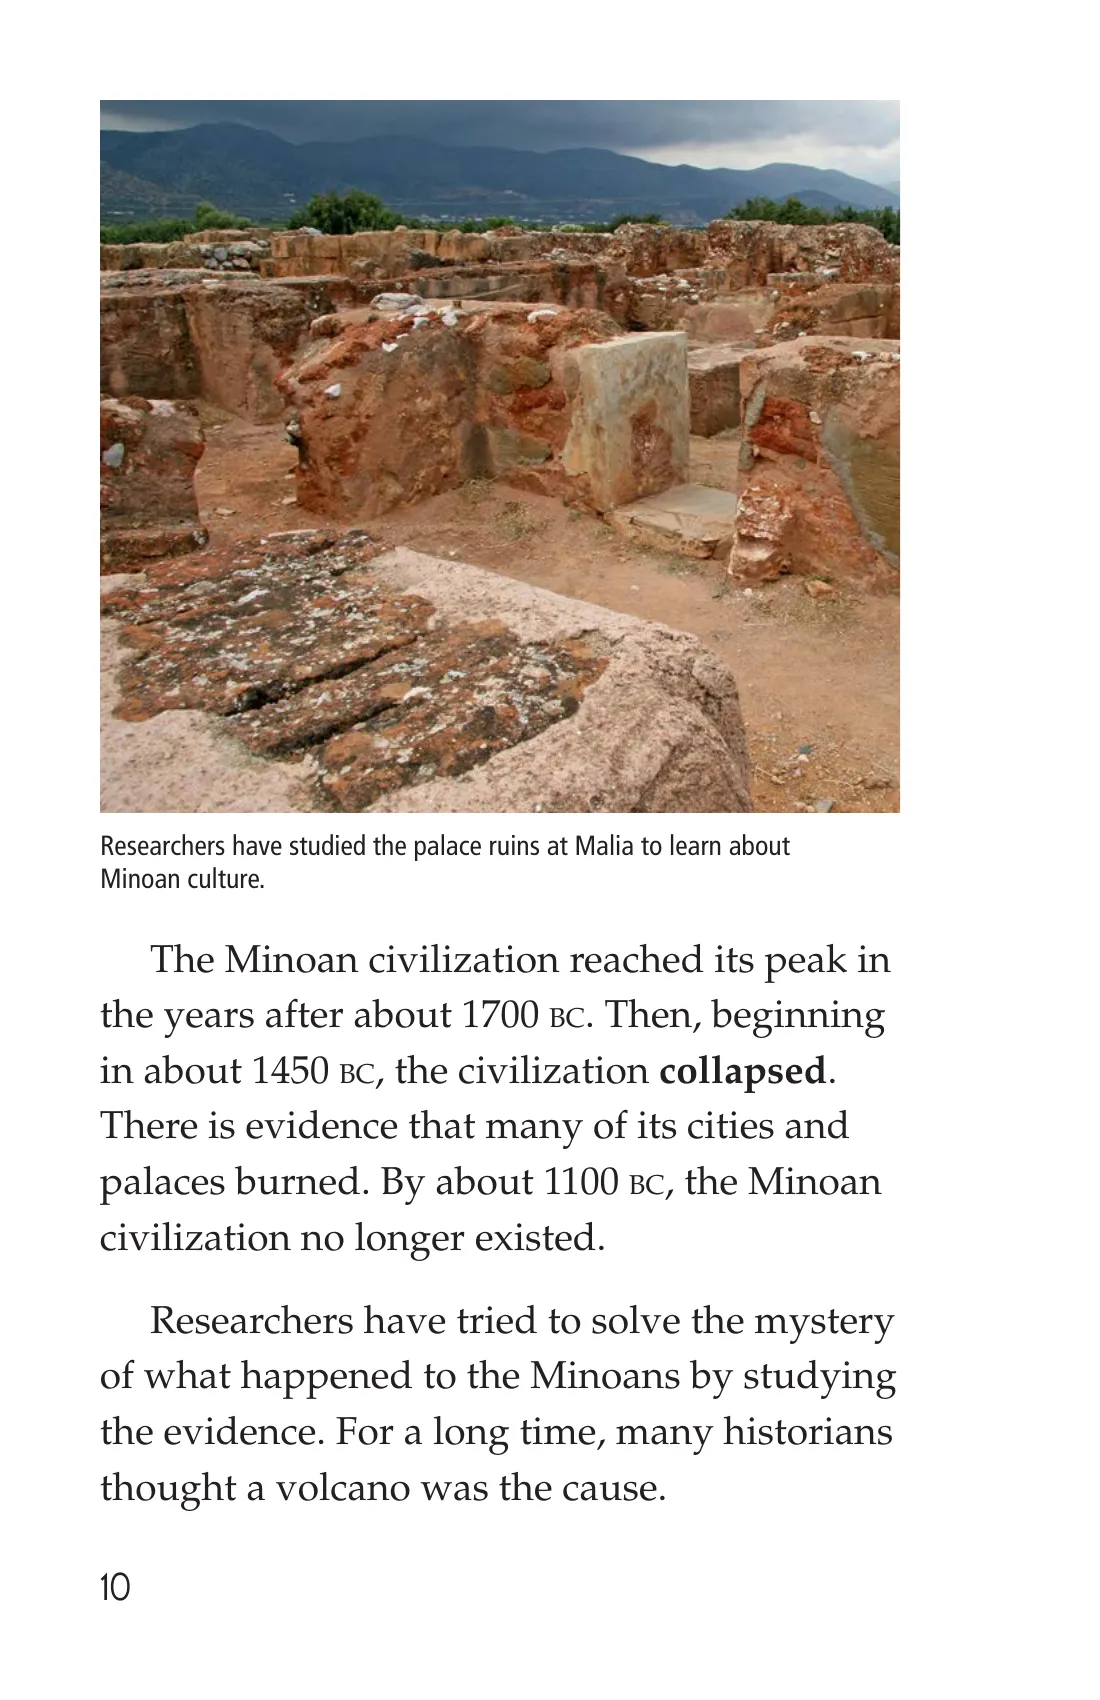 Researchers have studied the palace ruins at Malia to learn about
Minoan culture.
The Minoan civilization reached its peak in
the years after about 1700 BC. Then, beginning
in about 1450 BC, the civilization collapsed.
There is evidence that many of its cities and
palaces burned. By about 1100 BC, the Minoan
civilization no longer existed.
Researchers have tried to solve the mystery
of what happened to the Minoans by studying
the evidence. For a long time, many historians
thought a volcano was the cause.
10